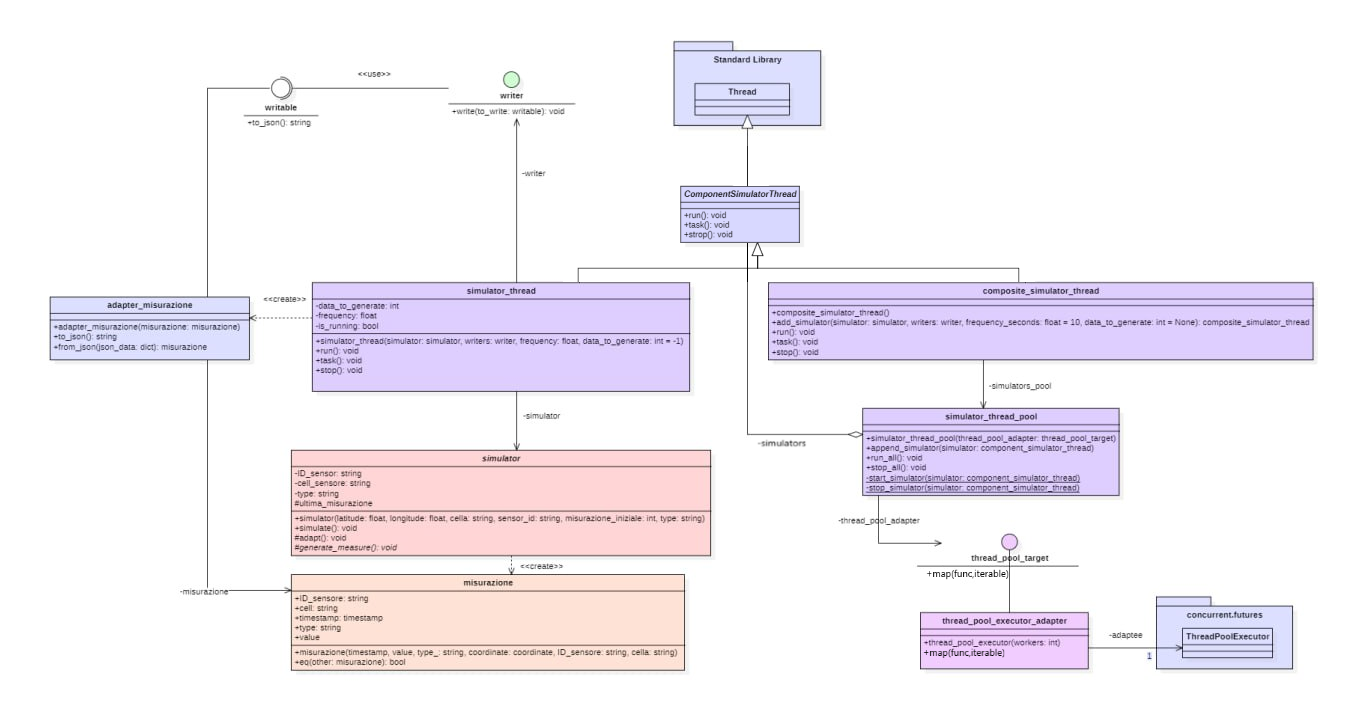 Standard Library
Thread
<<use>>
writable
+to_json(): string
writer
+write(to_write: writable): void
-writer
ComponentSimulatorThread
+run(): void
+task(): void
+strop(): void
adapter_misurazione
+adapter_misurazione(misurazione: misurazione)
+to_json(): string
+from_json(json_data: dict): misurazione
<<create>>
simulator_thread
-data_to_generate: int
-frequency: float
-is_running: bool
+simulator_thread(simulator: simulator, writers: writer, frequency: float, data_to_generate: int = -1)
+run(): void
+task(): void
+stop(): void
composite_simulator_thread
+composite_simulator_thread()
+add_simulator(simulator: simulator, writers: writer, frequency_seconds: float = 10, data_to_generate: int = None): composite_simulator_thread
+run(): void
+task(): void
+stop(): void
-simulators_pool
-simulator
-simulators
simulator_thread_pool
+simulator_thread_pool(thread_pool_adapter: thread_pool_target)
+append_simulator(simulator: component_simulator_thread)
+run_all(): void
+stop_all(): void
-start_simulator(simulator: component_simulator_thread)
-stop_simulator(simulator: component_simulator_thread)
simulator
-ID_sensor: string
-cell_sensore: string
-type: string
#ultima_misurazione
+simulator(latitude: float, longitude: float, cella: string, sensor_id: string, misurazione_iniziale: int, type: string)
+simulate(): void
#adapt(): void
#generate_measure(): void
<<create>>
-thread_pool_adapter
thread_pool_target
+map(func,iterable)
-misurazione
misurazione
+ID_sensore: string
+cell: string
+timestamp: timestamp
+type: string
+value
+misurazione(timestamp, value, type_: string, coordinate: coordinate, ID_sensore: string, cella: string)
+eq(other: misurazione): bool
thread_pool_executor_adapter
+thread_pool_executor(workers: int)
+map(func,iterable)
-adaptee
1
concurrent.futures
ThreadPoolExecutor